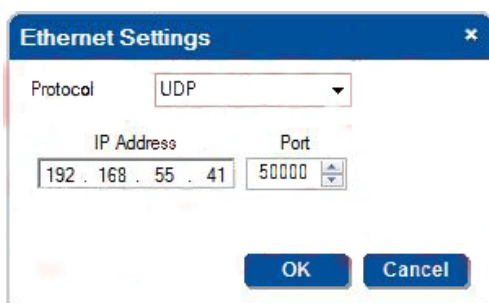 Ethernet Settings ×
Protocol UDP
IP Address Port
192 . 168 . 55 . 41 50000
OK Cancel